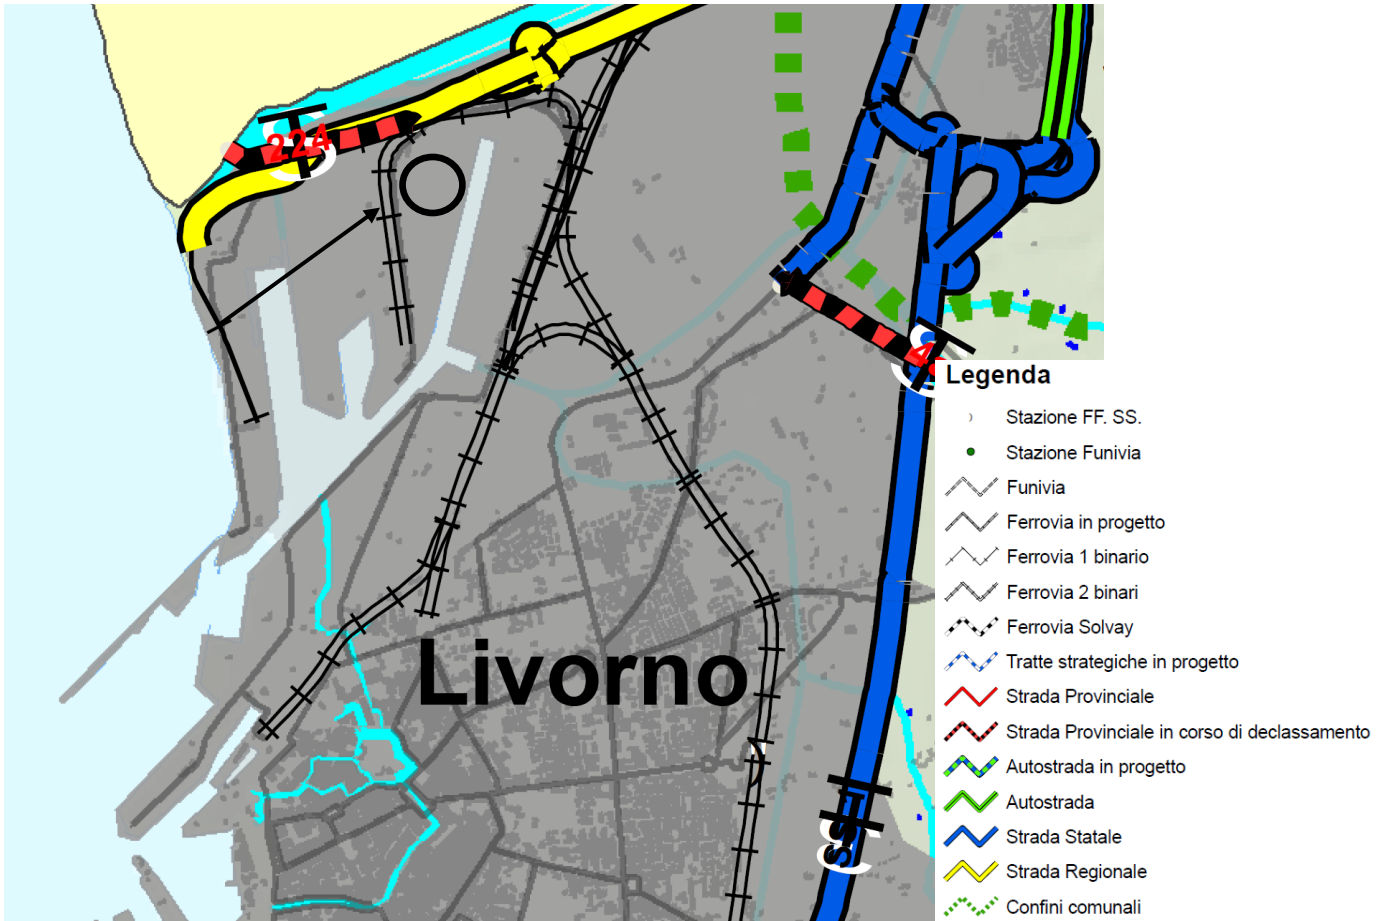 224
4
Livorno
SS
Legenda
Stazione FF. SS.
Stazione Funivia
Funivia
Ferrovia in progetto
Ferrovia 1 binario
Ferrovia 2 binari
Ferrovia Solvay
Tratte strategiche in progetto
Strada Provinciale
Strada Provinciale in corso di declassamento
Autostrada in progetto
Autostrada
Strada Statale
Strada Regionale
Confini comunali